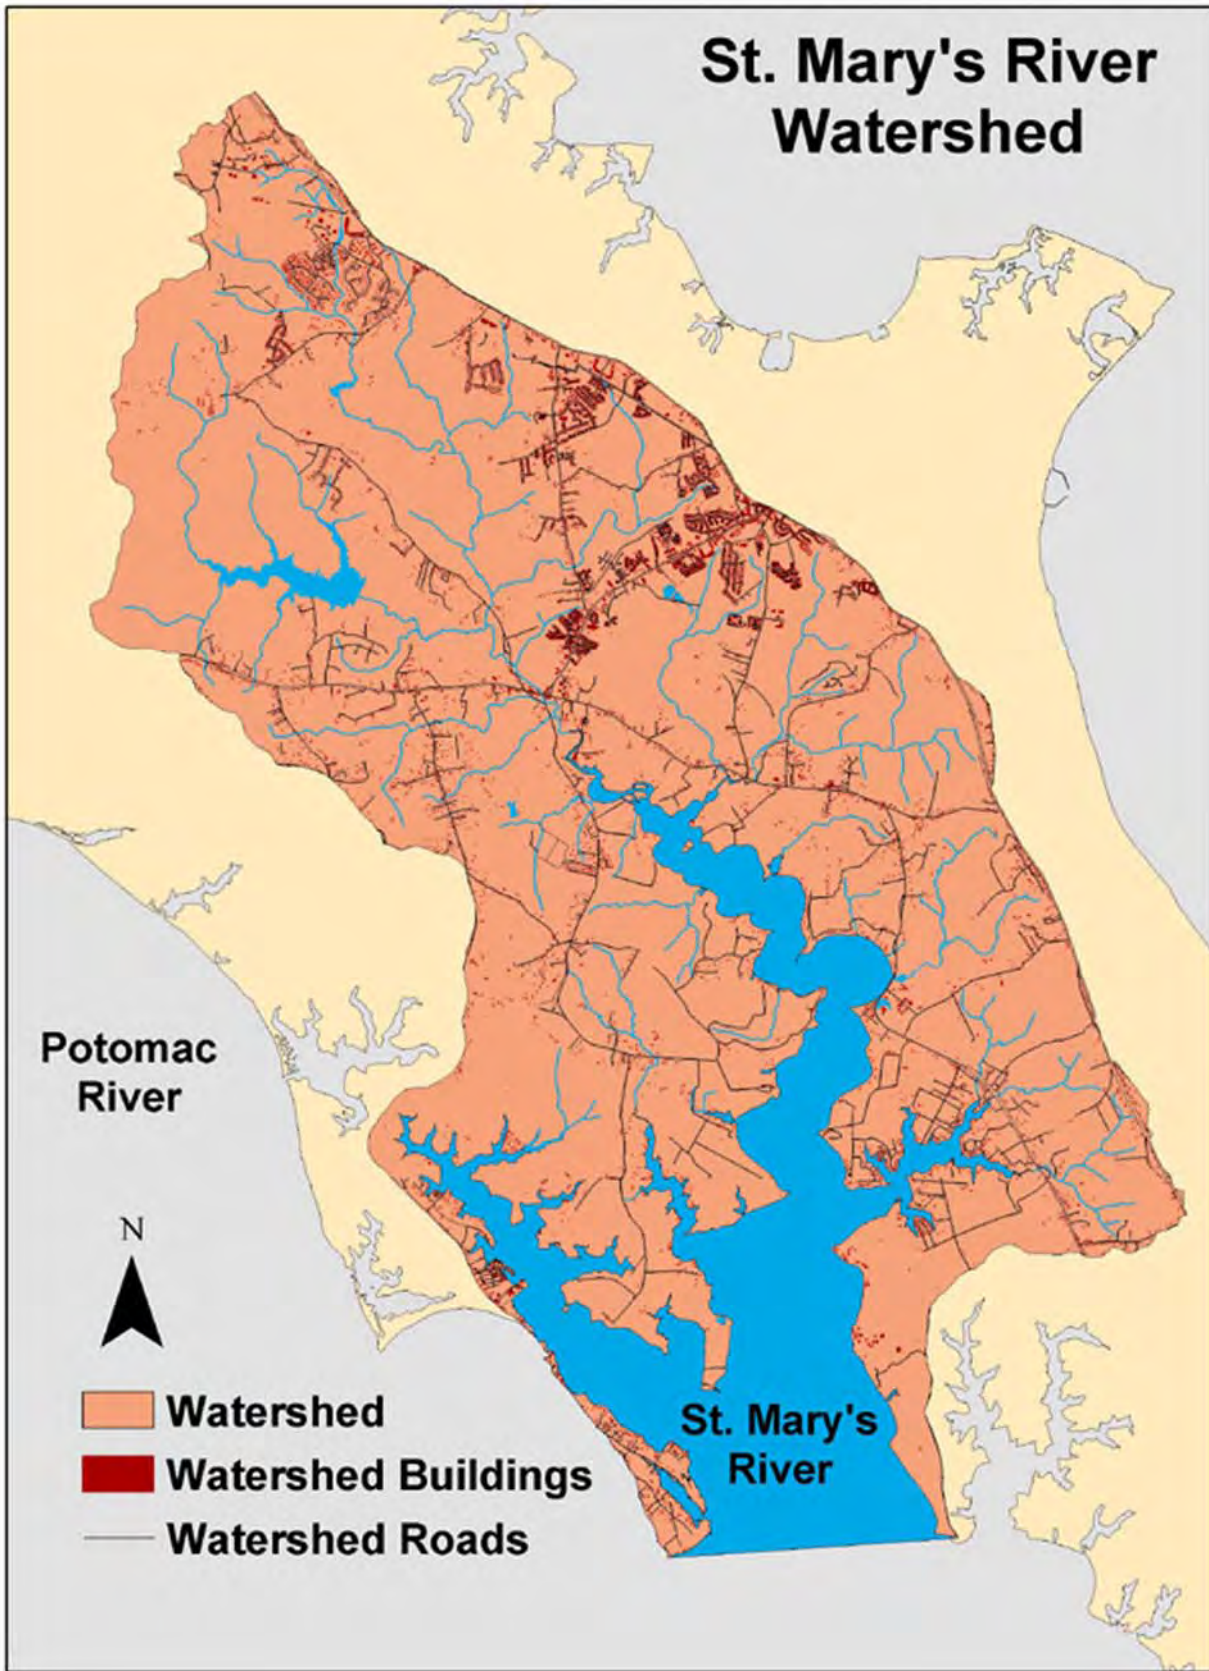 St. Mary's River
Watershed
Potomac
River
N
Watershed
Watershed Buildings
Watershed Roads
St. Mary's
River